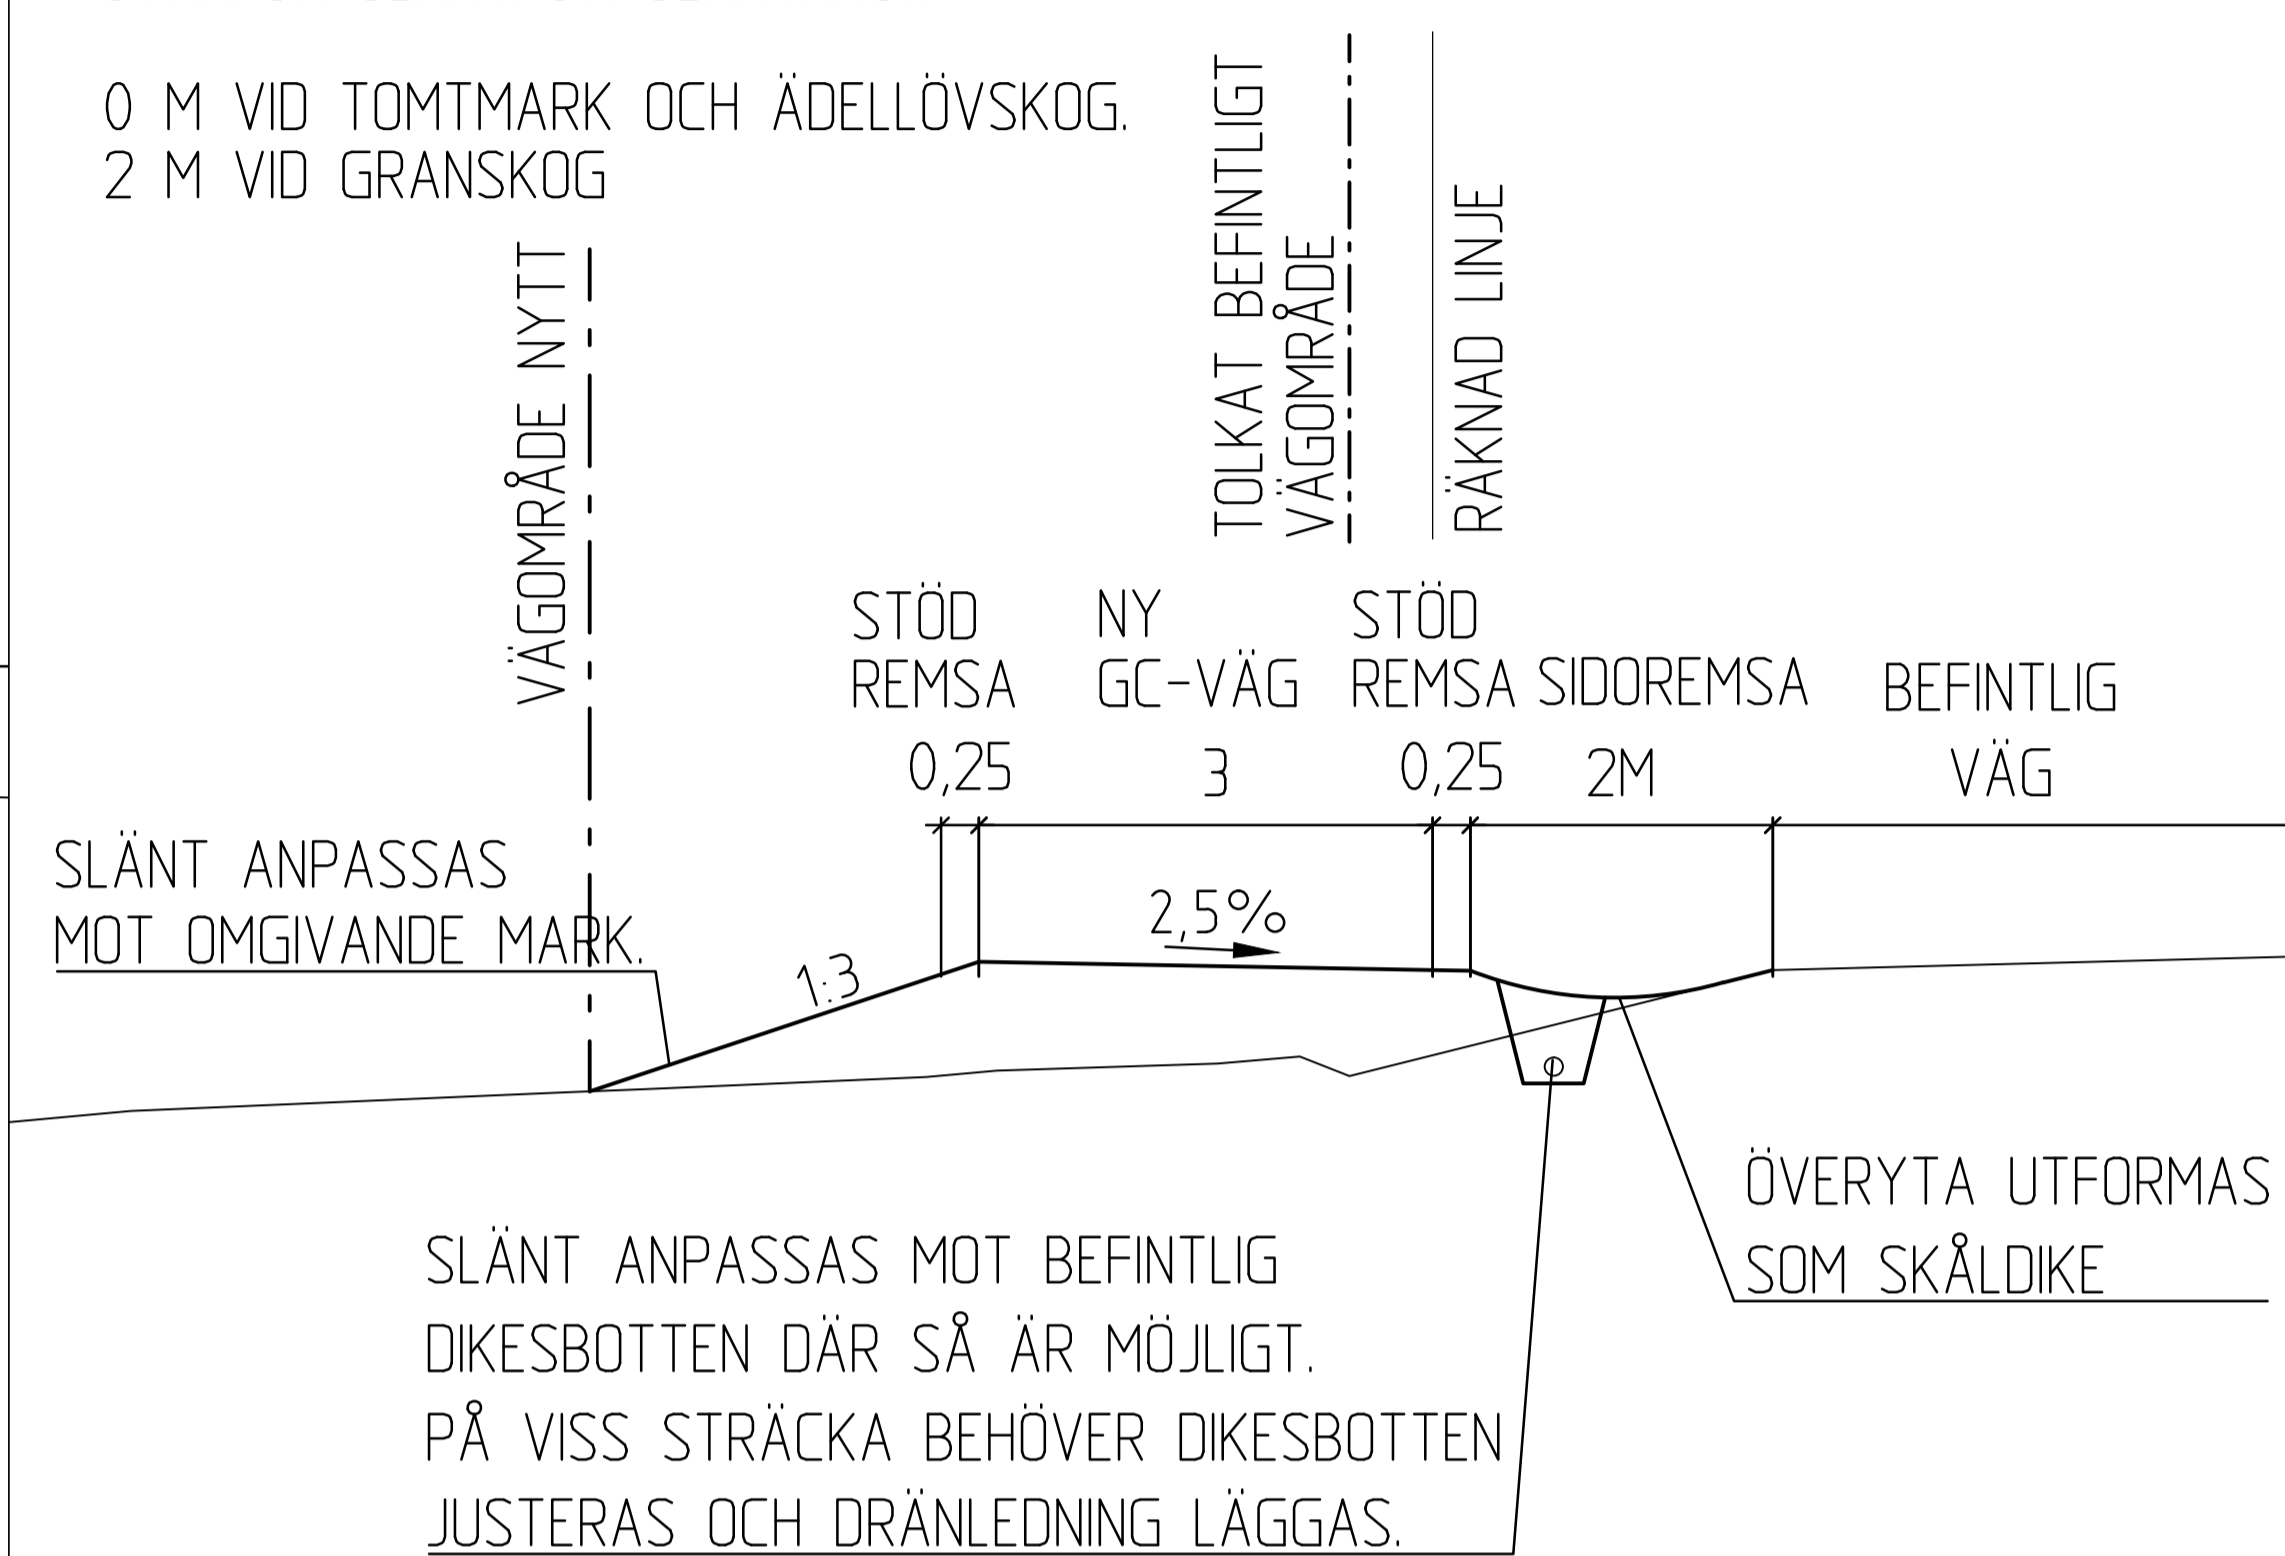 0 M VID TOMTMARK OCH ÄDELLÖVSKOG.
2 M VID GRANSKOG
VÄGOMRÅDE NYTT
TOLKAT BEFINTLIGT
VÄGOMRÅDE
RÄKNAD LINJE
STÖD
REMSA
0,25
NY
GC-VÄG
3
STÖD
REMSA
0,25
SIDOREMSA
2M
BEFINTLIG
VÄG
SLÄNT ANPASSAS
MOT OMGIVANDE MARK.
1:3
2,5%
ÖVERYTA UTFORMAS
SOM SKÅLDIKE
SLÄNT ANPASSAS MOT BEFINTLIG
DIKESBOTTEN DÄR SÅ ÄR MÖJLIGT.
PÅ VISS STRÄCKA BEHÖVER DIKESBOTTEN
JUSTERAS OCH DRÄNLEDNING LÄGGAS.